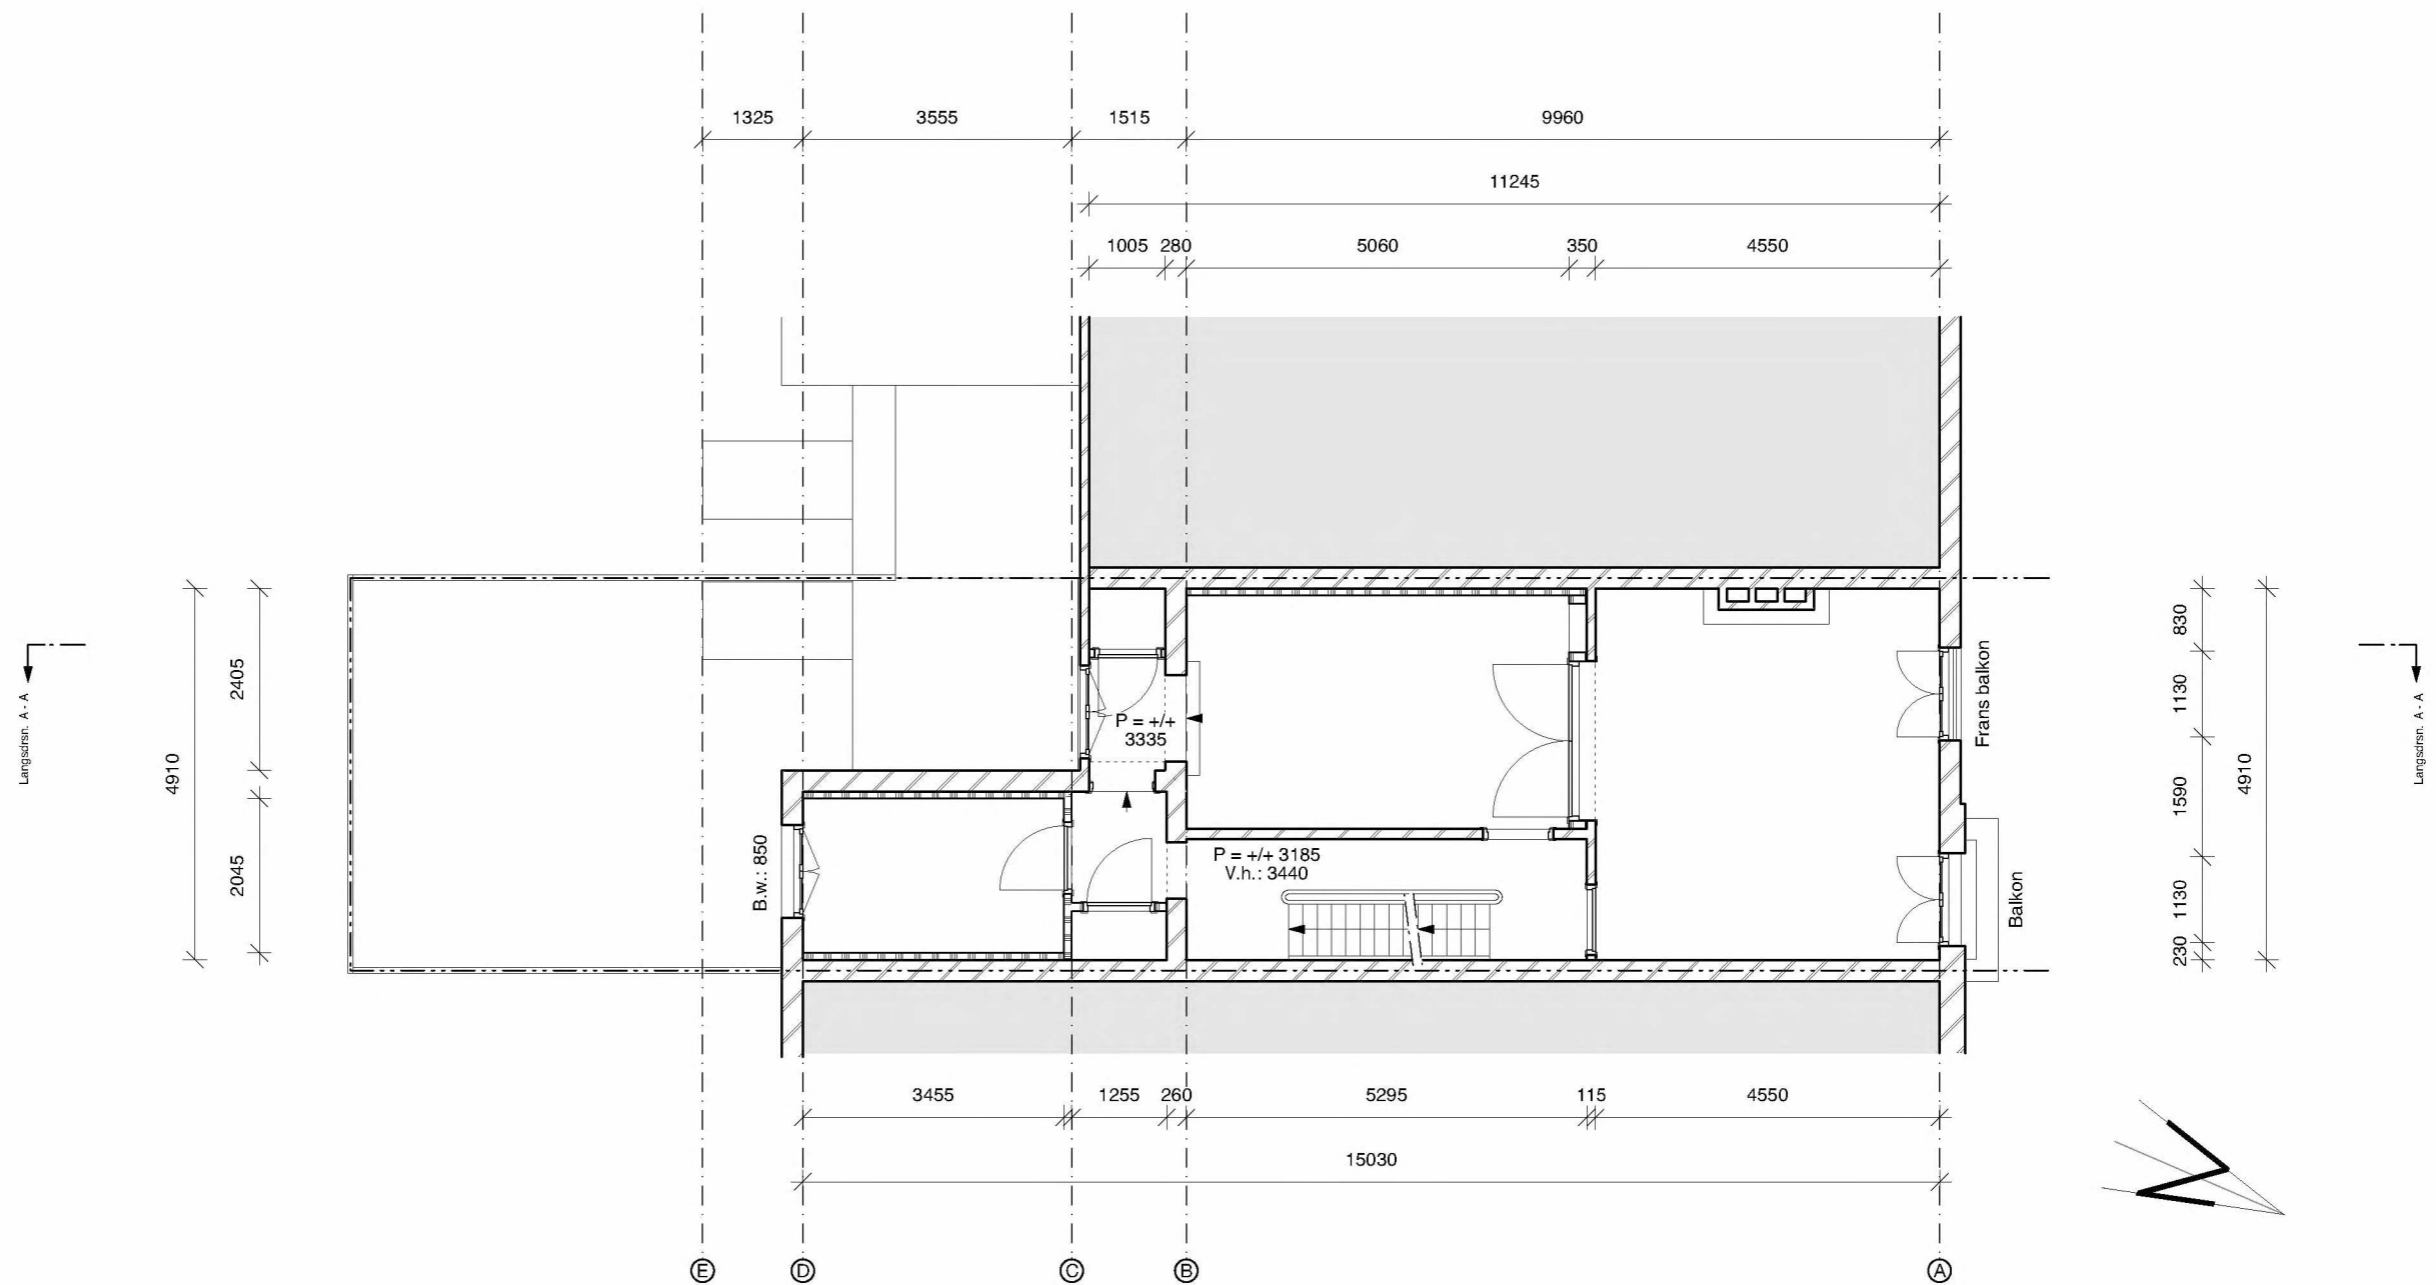 1325 3555 1515 9960
11245
1005 280 5060 350 4550
Langsdrsn. A - A
4910
2405
2045
B.w.: 850
P = +/+
3335
P = +/+ 3185
V.h.: 3440
Frans balkon
Balkon
830
1130
1590
1130
230
4910
Langsdrsn. A - A
3455 1255 260 5295 115 4550
15030
E D C B A